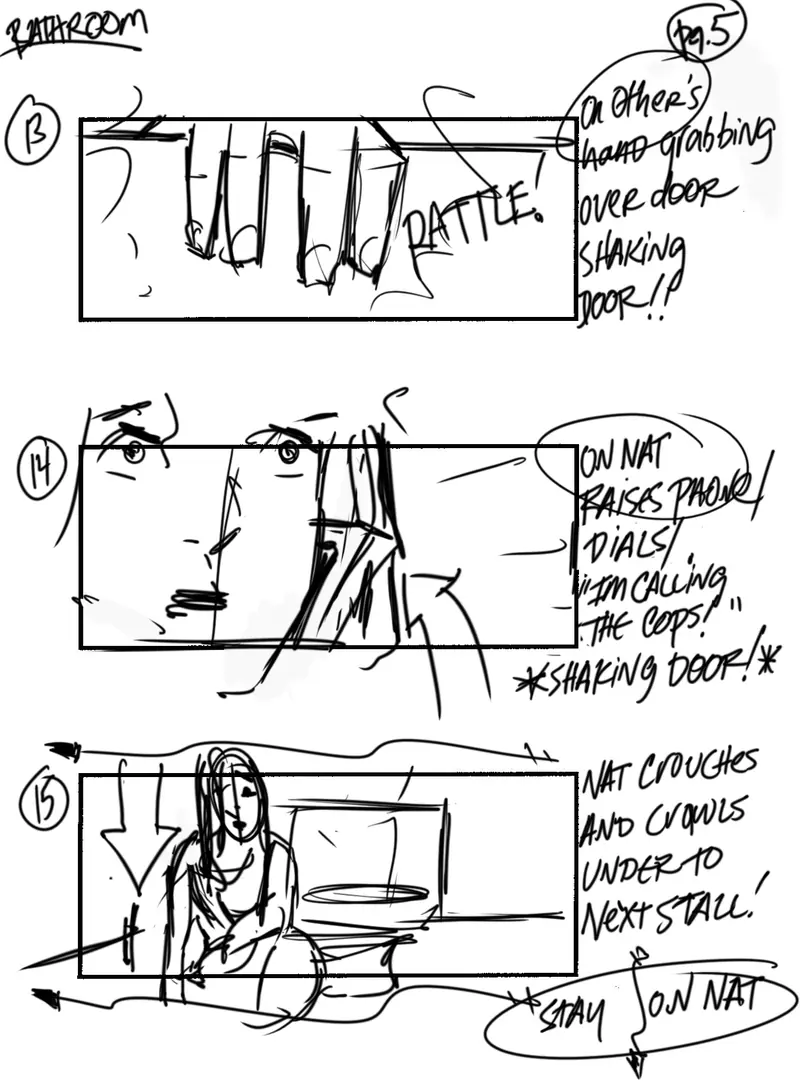 BATHROOM
pg.5
13
On Other's
hand grabbing
over door
SHAKING
DOOR!!
RATTLE!
14
ON NAT
RAISES PHONE/
DIALS/
"I'M CALLING
THE COPS!"
*SHAKING DOOR!*
15
NAT CROUCHES
AND CRAWLS
UNDER TO
NEXT STALL!
STAY ON NAT